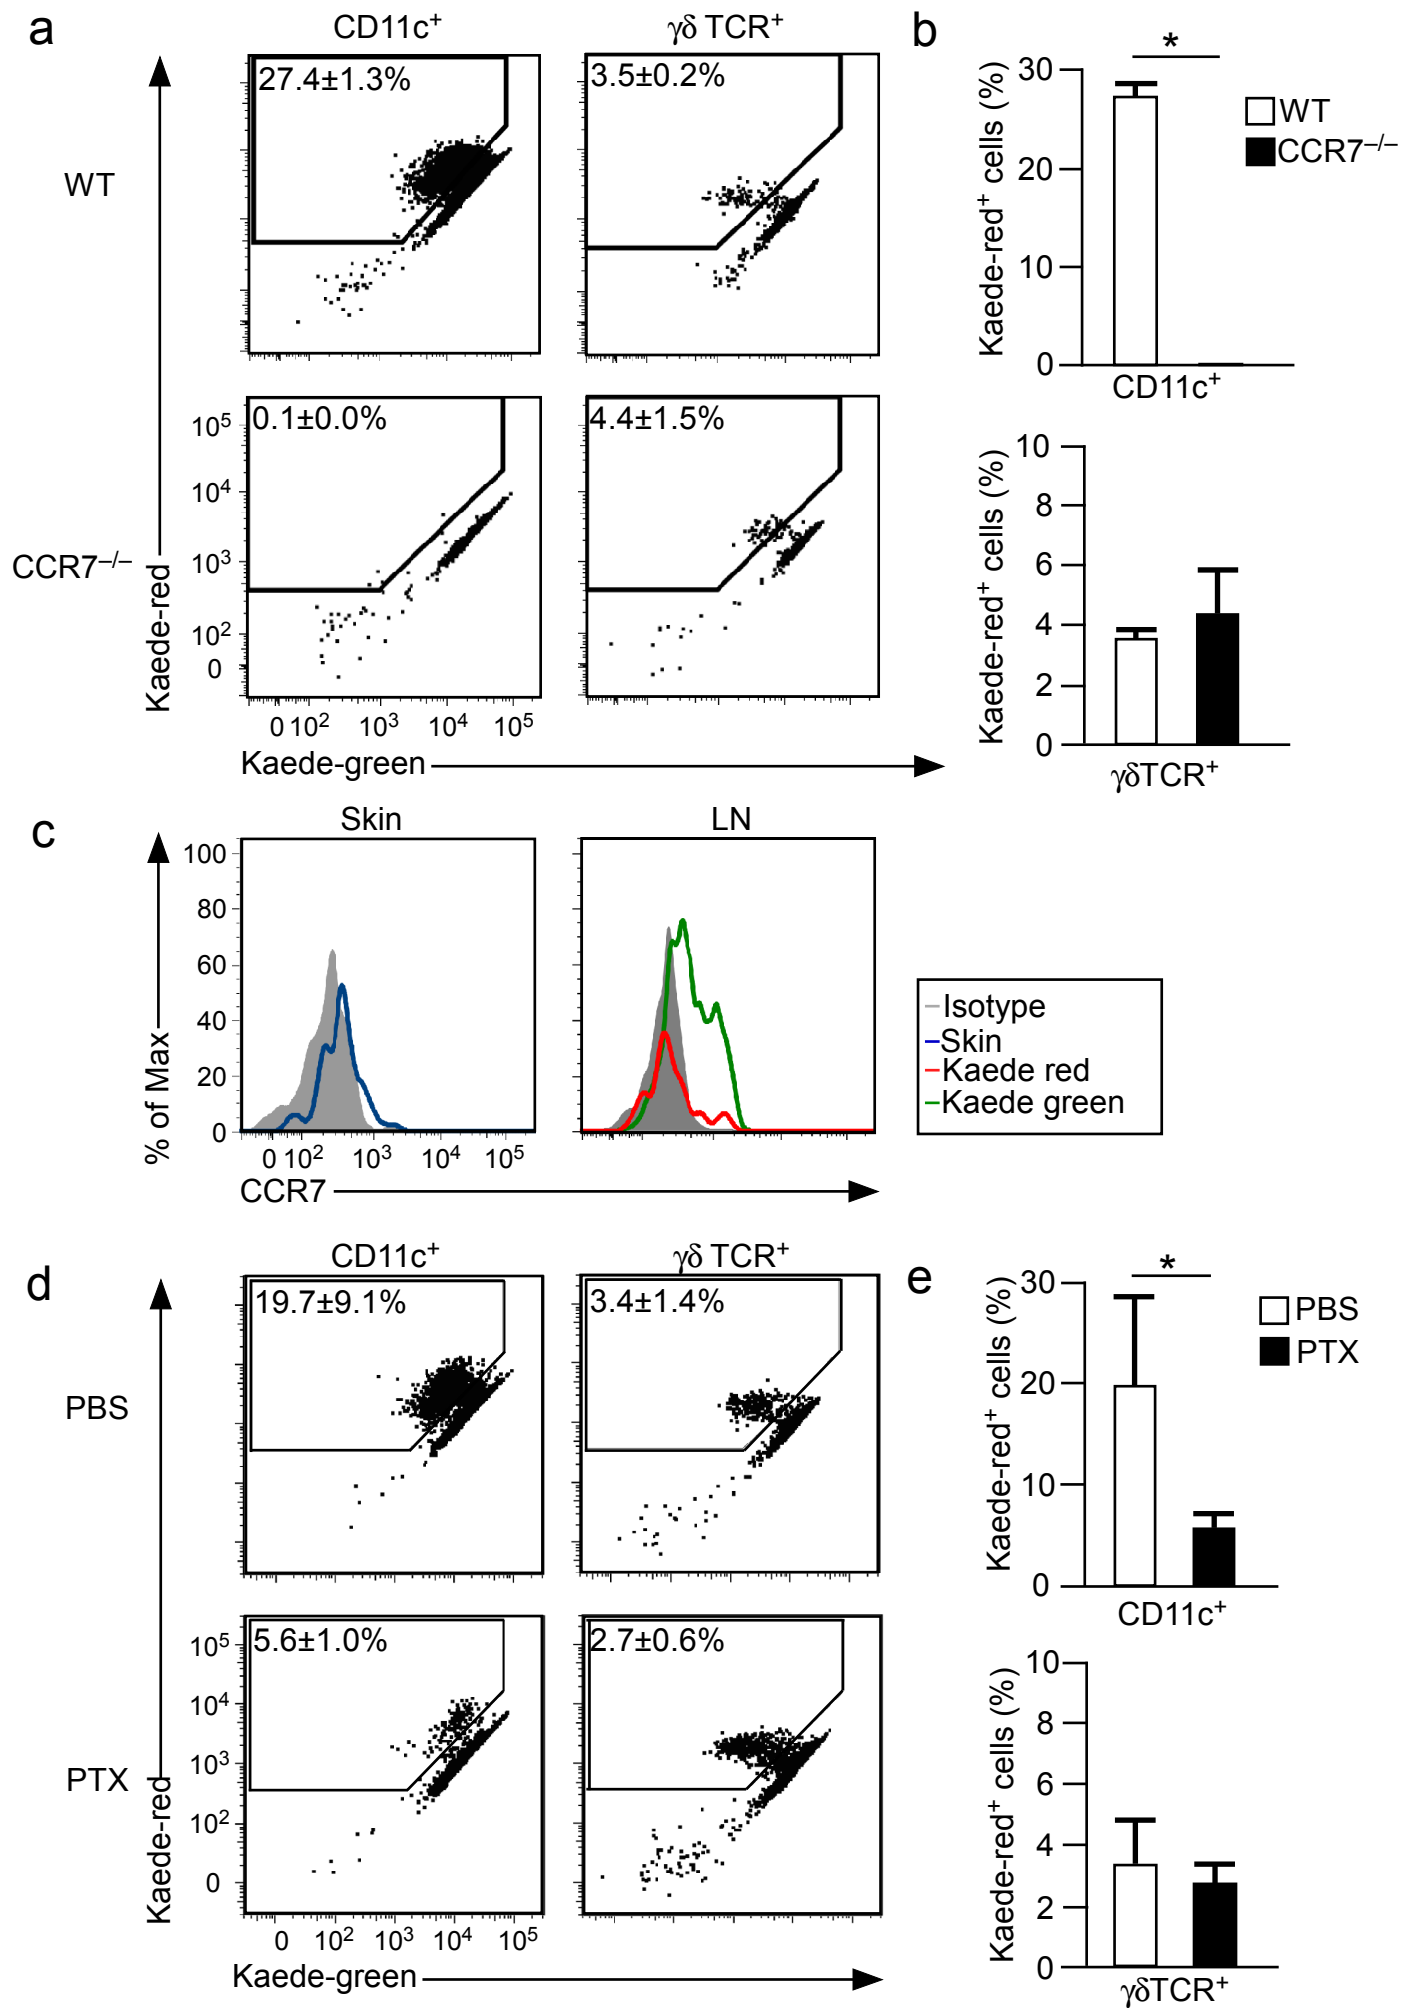 a
CD11c⁺
γδ TCR⁺
WT
27.4±1.3%
3.5±0.2%
CCR7⁻/⁻
0.1±0.0%
4.4±1.5%
10⁵
10⁴
10³
10²
0
Kaede-red
0 10² 10³ 10⁴ 10⁵
Kaede-green
b
*
30
20
10
0
Kaede-red⁺ cells (%)
CD11c⁺
WT
CCR7⁻/⁻
10
8
6
4
2
0
Kaede-red⁺ cells (%)
γδTCR⁺
c
Skin
LN
100
80
60
40
20
0
% of Max
0 10² 10³ 10⁴ 10⁵
CCR7
Isotype
Skin
Kaede red
Kaede green
d
CD11c⁺
γδ TCR⁺
PBS
19.7±9.1%
3.4±1.4%
PTX
5.6±1.0%
2.7±0.6%
10⁵
10⁴
10³
10²
0
Kaede-red
0 10² 10³ 10⁴ 10⁵
Kaede-green
e
*
30
20
10
0
Kaede-red⁺ cells (%)
CD11c⁺
PBS
PTX
10
8
6
4
2
0
Kaede-red⁺ cells (%)
γδTCR⁺